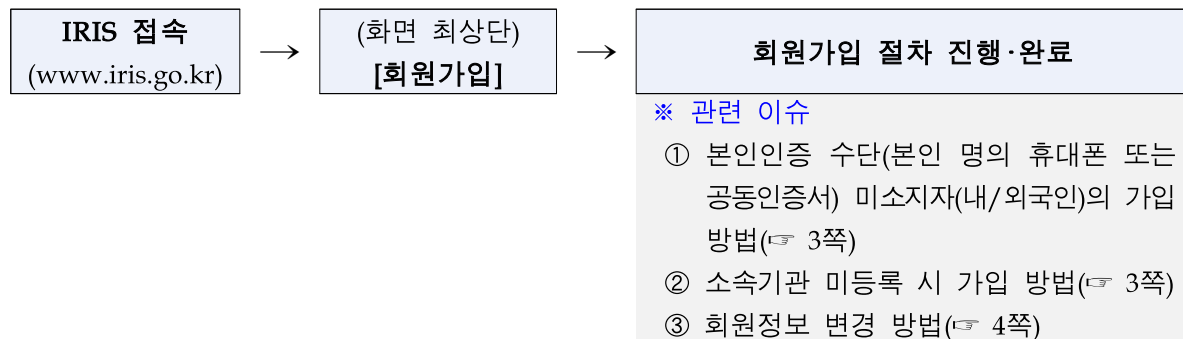 IRIS 접속
(www.iris.go.kr)
→
(화면 최상단)
[회원가입]
→
회원가입 절차 진행·완료
※ 관련 이슈
① 본인인증 수단(본인 명의 휴대폰 또는
공동인증서) 미소지자(내/외국인)의 가입
방법(☞ 3쪽)
② 소속기관 미등록 시 가입 방법(☞ 3쪽)
③ 회원정보 변경 방법(☞ 4쪽)